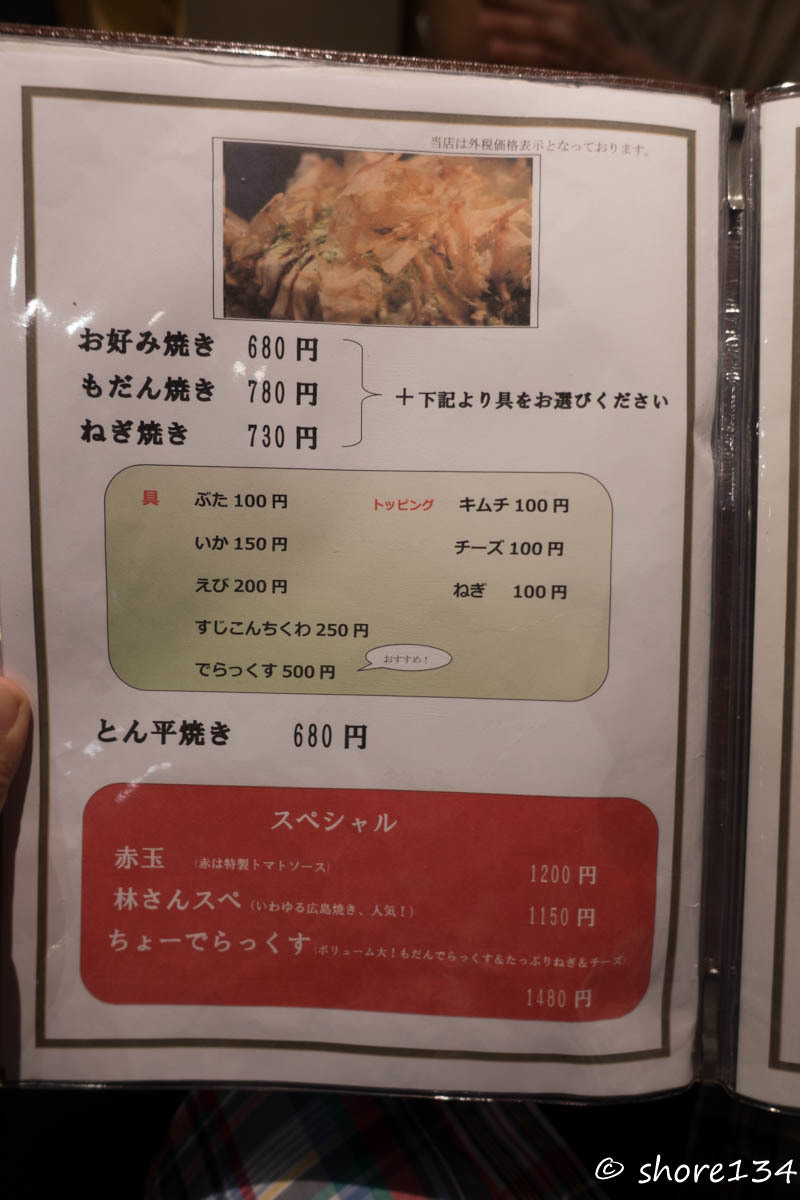 当店は外税価格表示となっております。
お好み焼き 680円
もだん焼き 780円
ねぎ焼き 730円
＋下記より具をお選びください
具 ぶた100円 トッピング キムチ100円
いか150円 チーズ100円
えび200円 ねぎ 100円
すじこんちくわ250円
でらっくす500円 おすすめ！
とん平焼き 680円
スペシャル
赤玉 (赤は特製トマトソース) 1200円
林さんスペ (いわゆる広島焼き、人気！) 1150円
ちょーでらっくす (ボリューム大！もだんでらっくす&たっぷりねぎ&チーズ)
1480円
© shore134